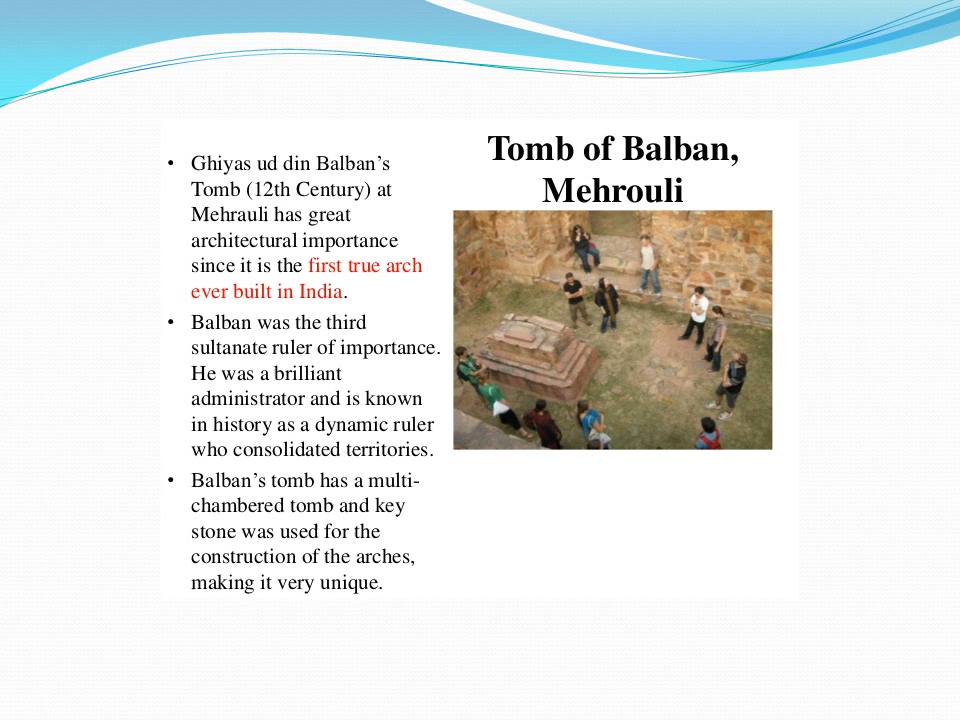 Tomb of Balban,
Mehrouli
• Ghiyas ud din Balban’s
Tomb (12th Century) at
Mehrauli has great
architectural importance
since it is the first true arch
ever built in India.
• Balban was the third
sultanate ruler of importance.
He was a brilliant
administrator and is known
in history as a dynamic ruler
who consolidated territories.
• Balban’s tomb has a multi-
chambered tomb and key
stone was used for the
construction of the arches,
making it very unique.